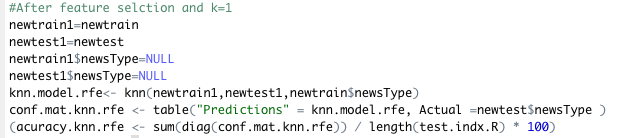 #After feature selction and k=1
newtrain1=newtrain
newtest1=newtest
newtrain1$newsType=NULL
newtest1$newsType=NULL
knn.model.rfe<- knn(newtrain1,newtest1,newtrain$newsType)
conf.mat.knn.rfe <- table("Predictions" = knn.model.rfe, Actual =newtest$newsType )
(acuracy.knn.rfe <- sum(diag(conf.mat.knn.rfe)) / length(test.indx.R) * 100)